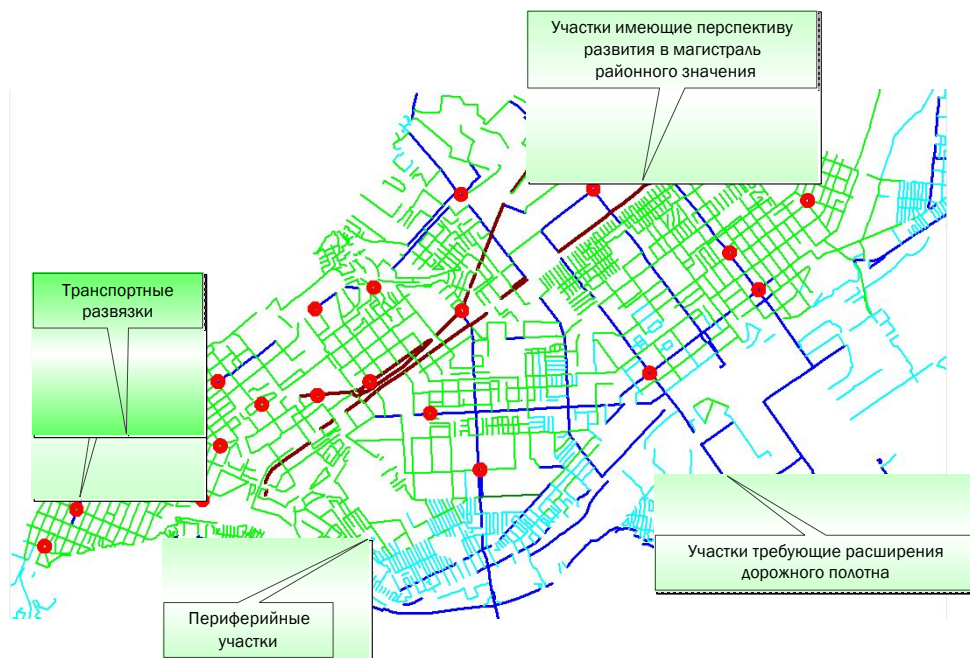 Участки имеющие перспективу
развития в магистраль
районного значения
Транспортные
развязки
Участки требующие расширения
дорожного полотна
Периферийные
участки